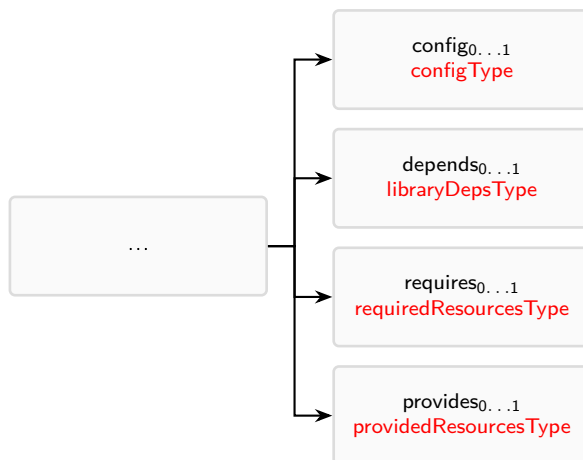 config0...1
configType
depends0...1
libraryDepsType
...
requires0...1
requiredResourcesType
provides0...1
providedResourcesType